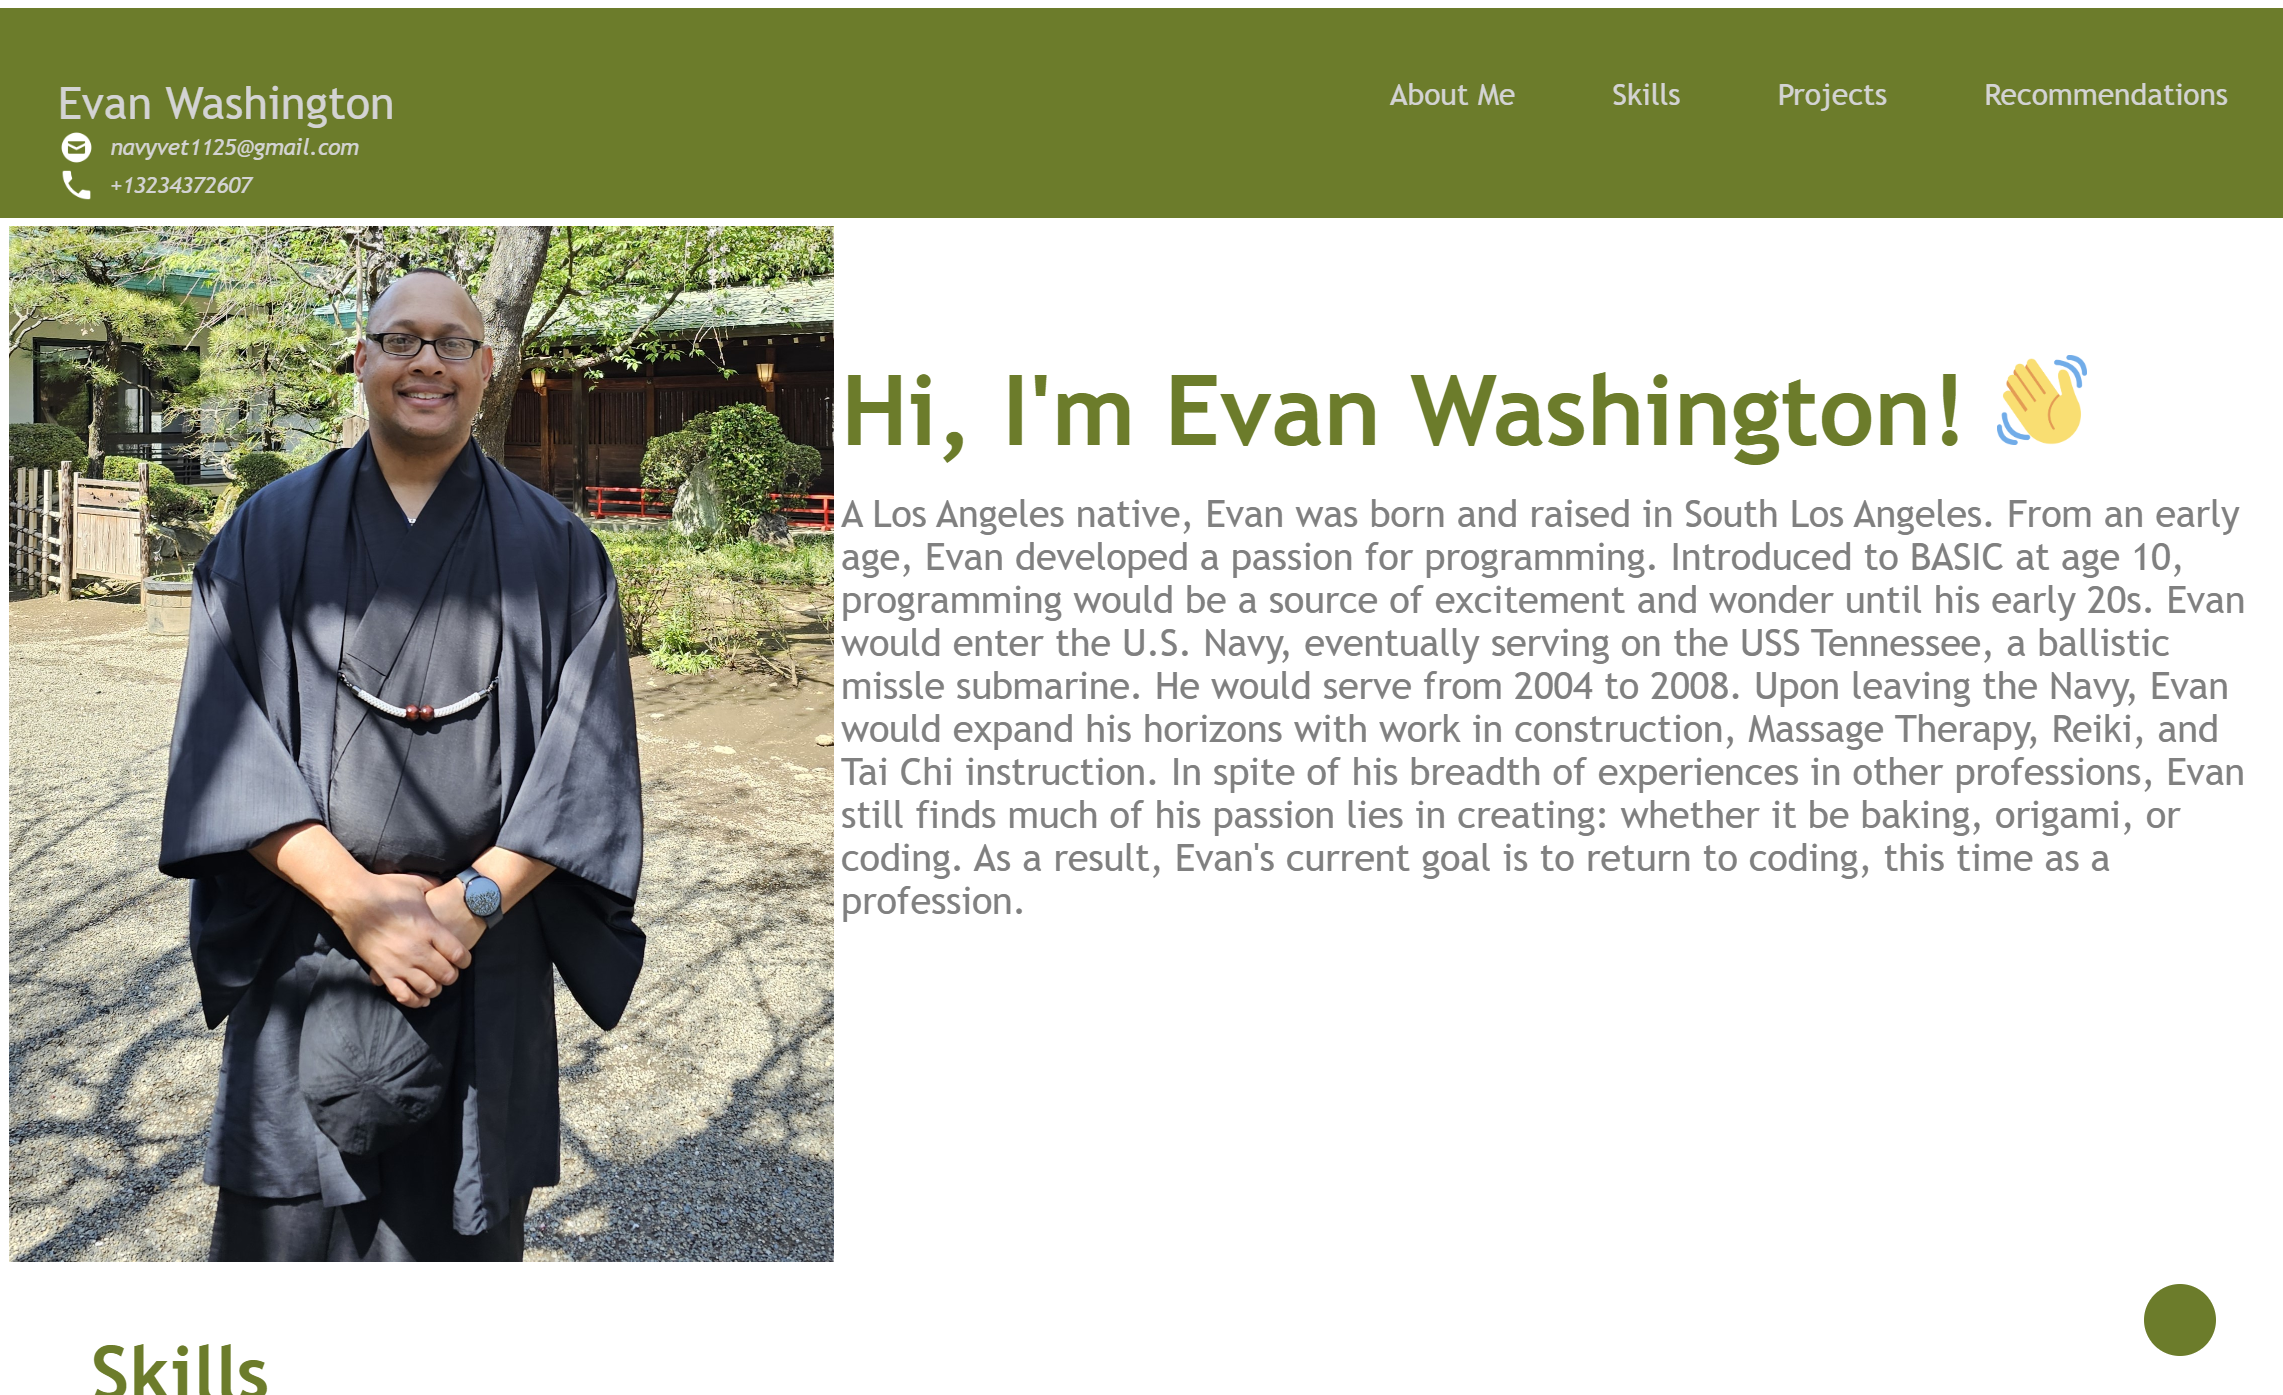 Evan Washington
navyvet1125@gmail.com
+13234372607
About Me Skills Projects Recommendations
Hi, I'm Evan Washington! 👋
A Los Angeles native, Evan was born and raised in South Los Angeles. From an early
age, Evan developed a passion for programming. Introduced to BASIC at age 10,
programming would be a source of excitement and wonder until his early 20s. Evan
would enter the U.S. Navy, eventually serving on the USS Tennessee, a ballistic
missle submarine. He would serve from 2004 to 2008. Upon leaving the Navy, Evan
would expand his horizons with work in construction, Massage Therapy, Reiki, and
Tai Chi instruction. In spite of his breadth of experiences in other professions, Evan
still finds much of his passion lies in creating: whether it be baking, origami, or
coding. As a result, Evan's current goal is to return to coding, this time as a
profession.
Skills